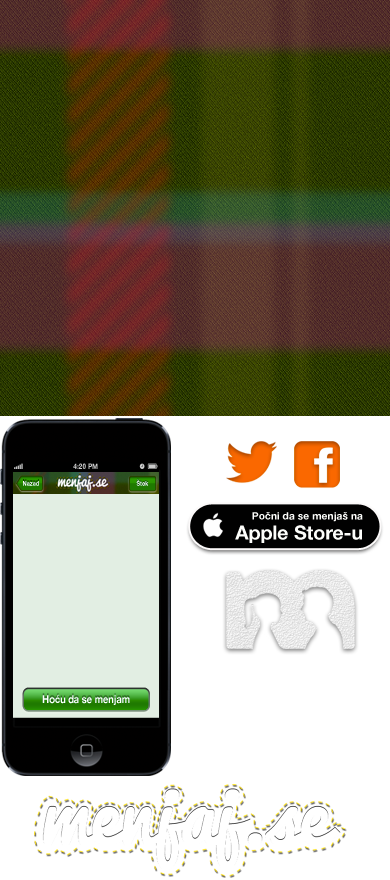 4:20 PM
Nazad
menjaj.se
Štok
Počni da se menjaš na
Apple Store-u
m
Hoću da se menjam
menjaj.se